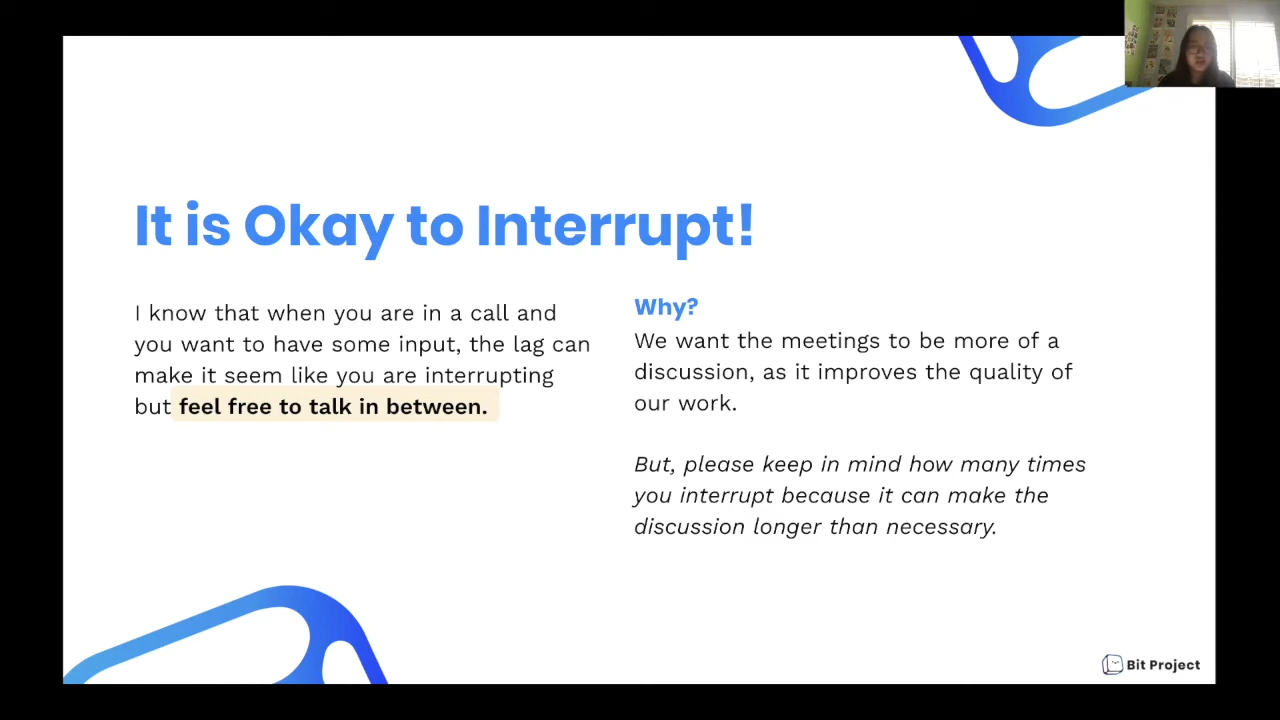 It is Okay to Interrupt!
I know that when you are in a call and
you want to have some input, the lag can
make it seem like you are interrupting
but feel free to talk in between.
Why?
We want the meetings to be more of a
discussion, as it improves the quality of
our work.
But, please keep in mind how many times
you interrupt because it can make the
discussion longer than necessary.
Bit Project